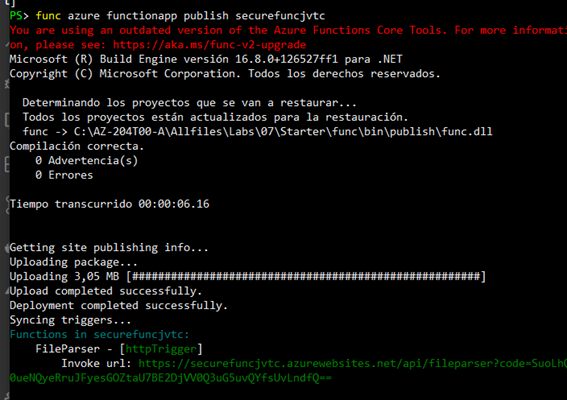 PS> func azure functionapp publish securefuncjvtc
You are using an outdated version of the Azure Functions Core Tools. For more informati
on, please see: https://aka.ms/func-v2-upgrade
Microsoft (R) Build Engine versión 16.8.0+126527ff1 para .NET
Copyright (C) Microsoft Corporation. Todos los derechos reservados.
Determinando los proyectos que se van a restaurar...
Todos los proyectos están actualizados para la restauración.
func -> C:\AZ-204T00-A\Allfiles\Labs\07\Starter\func\bin\publish\func.dll
Compilación correcta.
0 Advertencia(s)
0 Errores
Tiempo transcurrido 00:00:06.16
Getting site publishing info...
Uploading package...
Uploading 3,05 MB [######################################################]
Upload completed successfully.
Deployment completed successfully.
Syncing triggers...
Functions in securefuncjvtc:
FileParser - [httpTrigger]
Invoke url: https://securefuncjvtc.azurewebsites.net/api/fileparser?code=SuoLhO
0ueNQyeRruJFyesGOZtaU7BE2DjVV0Q3uG5uvQYfsUvLndfQ==